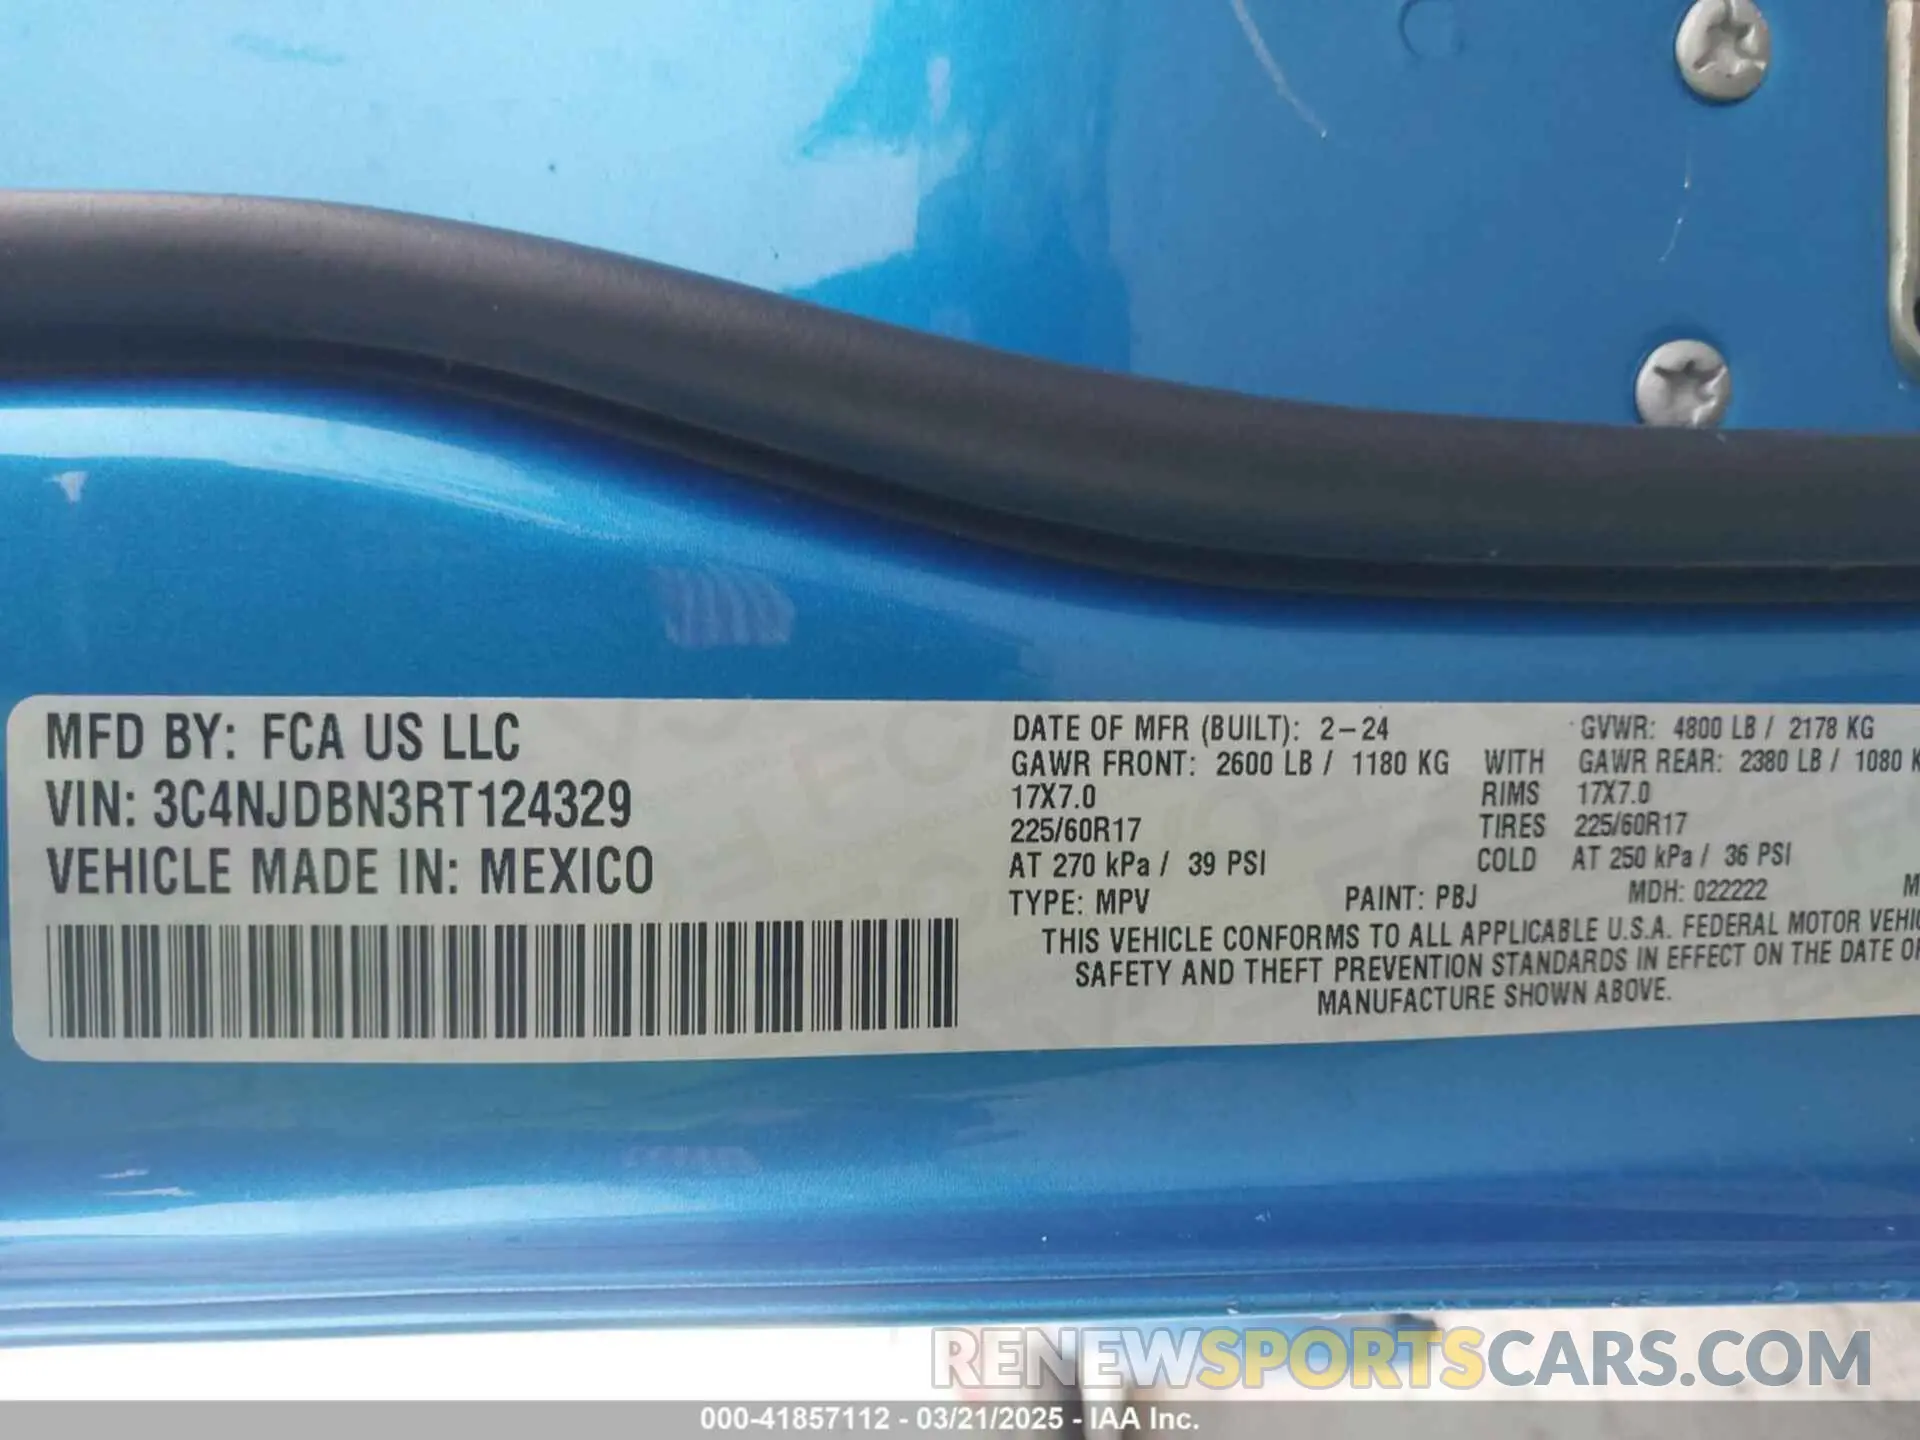 MFD BY: FCA US LLC
VIN: 3C4NJDBN3RT124329
VEHICLE MADE IN: MEXICO
DATE OF MFR (BUILT): 2-24 GVWR: 4800 LB / 2178 KG
GAWR FRONT: 2600 LB / 1180 KG WITH GAWR REAR: 2380 LB / 1080
17X7.0 RIMS 17X7.0
225/60R17 TIRES 225/60R17
AT 270 kPa / 39 PSI COLD AT 250 kPa / 36 PSI
TYPE: MPV PAINT: PBJ MDH: 022222
THIS VEHICLE CONFORMS TO ALL APPLICABLE U.S.A. FEDERAL MOTOR
SAFETY AND THEFT PREVENTION STANDARDS IN EFFECT ON THE DATE
MANUFACTURE SHOWN ABOVE.
RENEWSPORTSCARS.COM
000-41857112 - 03/21/2025 - IAA Inc.